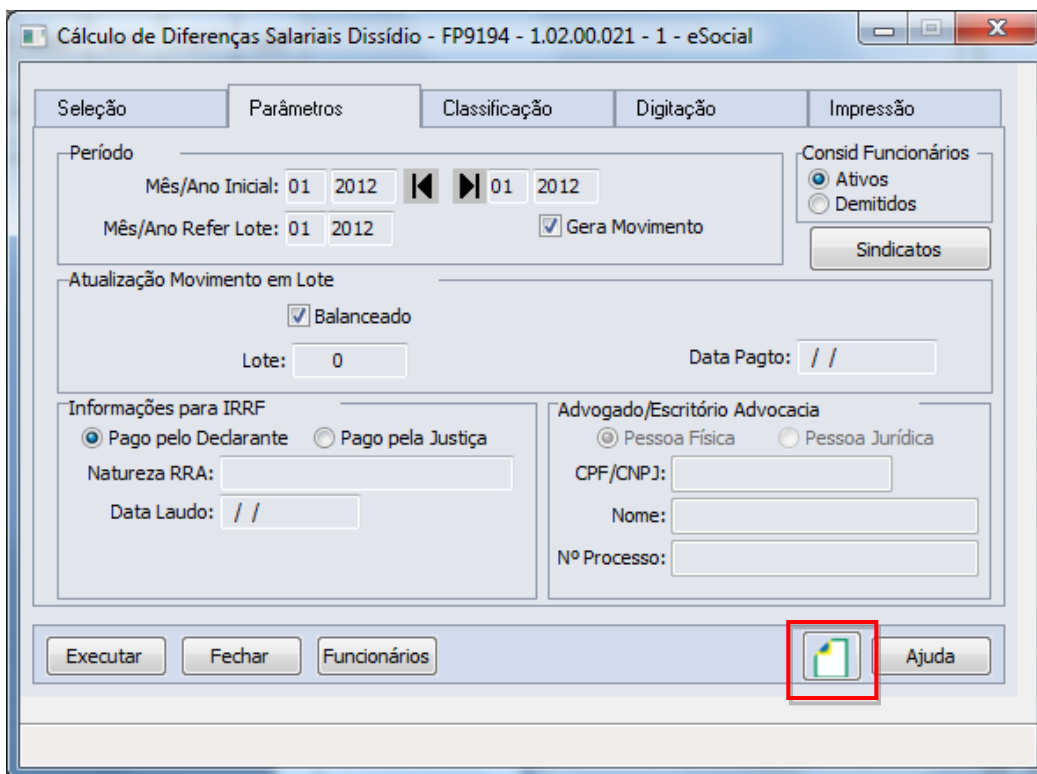 Cálculo de Diferenças Salariais Dissídio - FP9194 - 1.02.00.021 - 1 - eSocial
Seleção Parâmetros Classificação Digitação Impressão
Período
Mês/Ano Inicial: 01 2012 01 2012
Mês/Ano Refer Lote: 01 2012 Gera Movimento
Consid Funcionários
Ativos
Demitidos
Sindicatos
Atualização Movimento em Lote
Balanceado
Lote: 0 Data Pagto: / /
Informações para IRRF
Pago pelo Declarante Pago pela Justiça
Natureza RRA:
Data Laudo: / /
Advogado/Escritório Advocacia
Pessoa Física Pessoa Jurídica
CPF/CNPJ:
Nome:
Nº Processo:
Executar Fechar Funcionários Ajuda